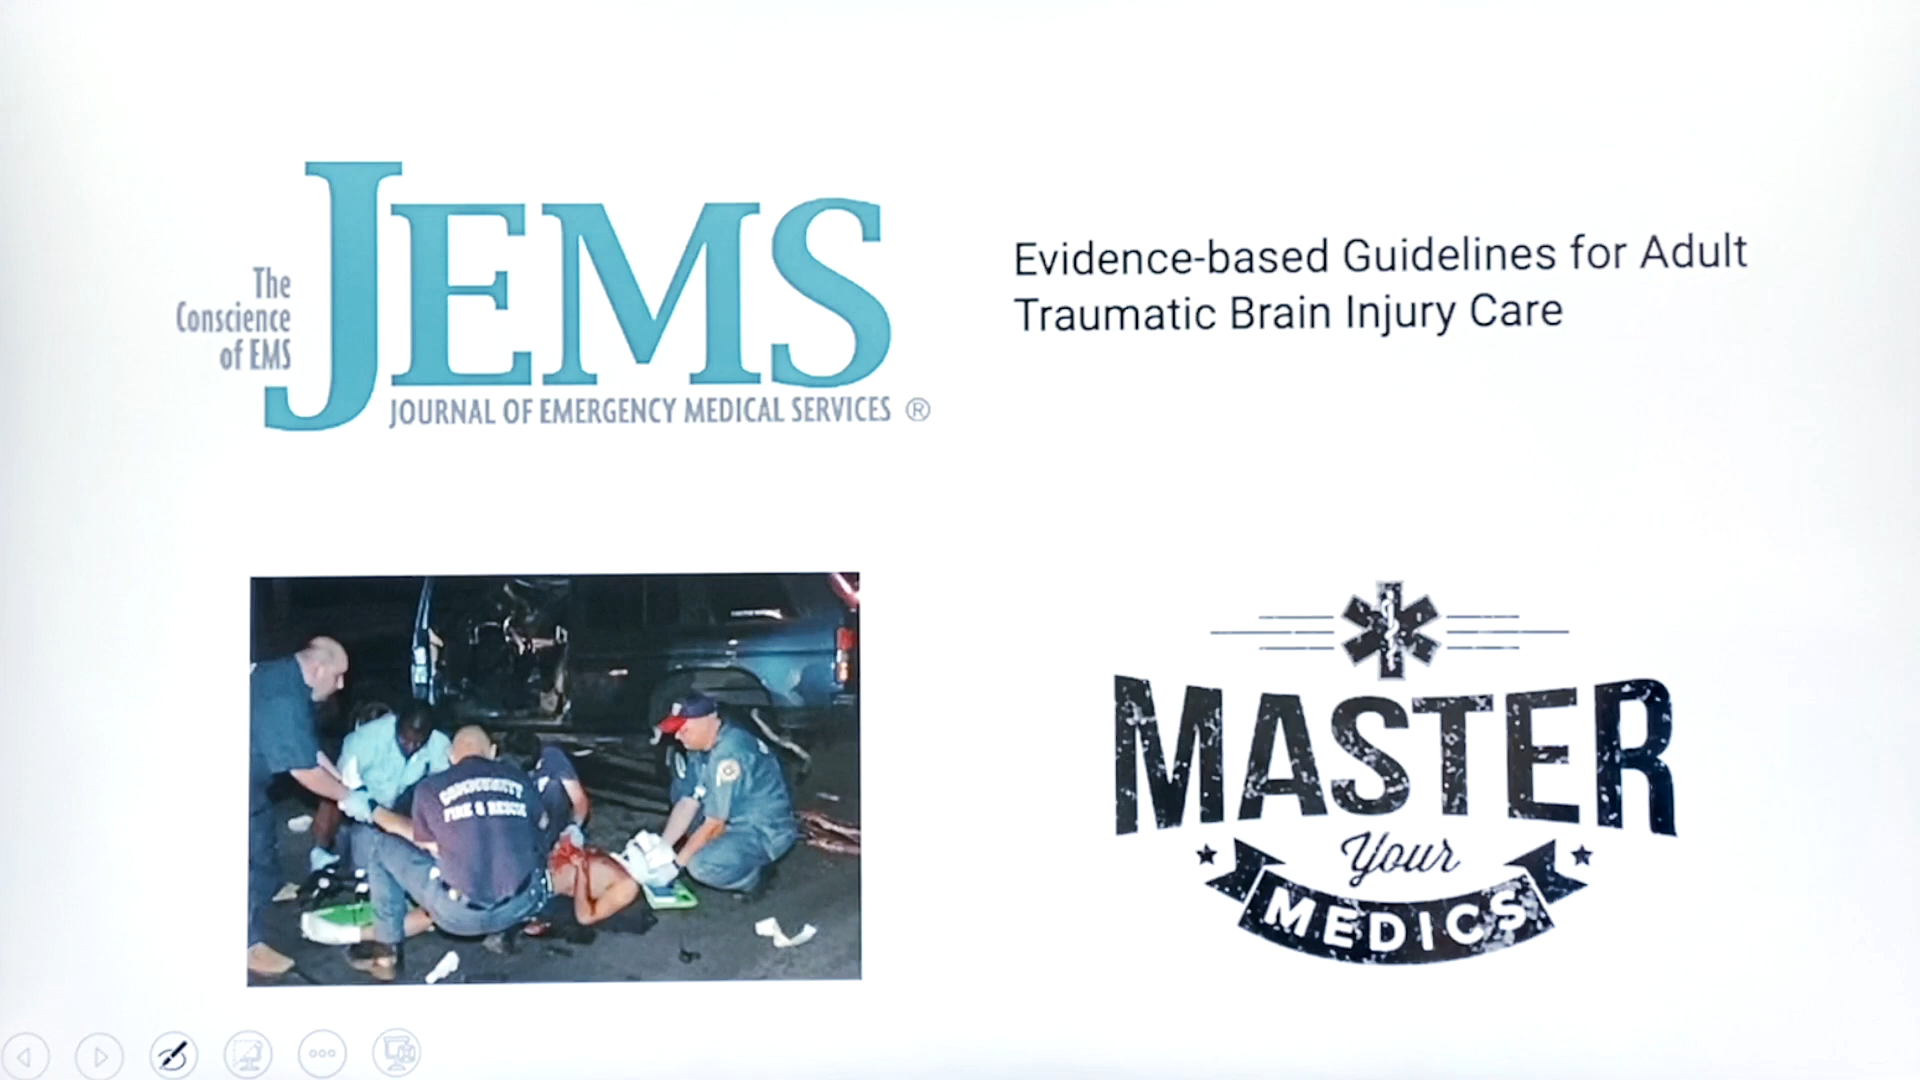 The
Conscience
of EMS
JEMS
JOURNAL OF EMERGENCY MEDICAL SERVICES ®
Evidence-based Guidelines for Adult
Traumatic Brain Injury Care
COMMUNITY
FIRE & RESCUE
MASTER
Your
MEDICS